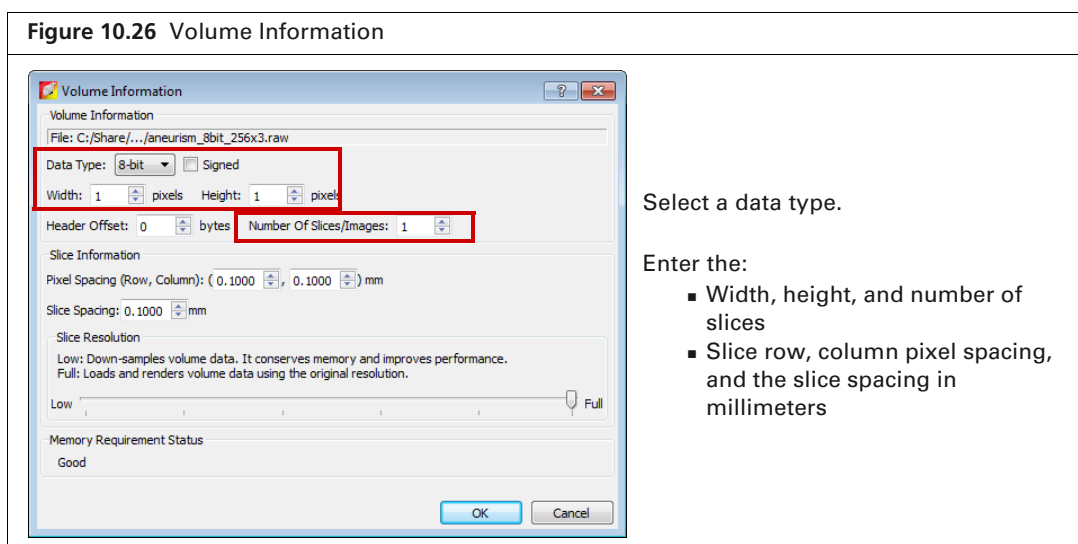 Figure 10.26 Volume Information
Volume Information
Volume Information
File: C:/Share/.../aneurism_8bit_256x3.raw
Data Type: 8-bit Signed
Width: 1 pixels Height: 1 pixels
Header Offset: 0 bytes Number Of Slices/Images: 1
Slice Information
Pixel Spacing (Row, Column): ( 0.1000 , 0.1000 ) mm
Slice Spacing: 0.1000 mm
Slice Resolution
Low: Down-samples volume data. It conserves memory and improves performance.
Full: Loads and renders volume data using the original resolution.
Low Full
Memory Requirement Status
Good
OK Cancel
Select a data type.
Enter the:
▪ Width, height, and number of
slices
▪ Slice row, column pixel spacing,
and the slice spacing in
millimeters